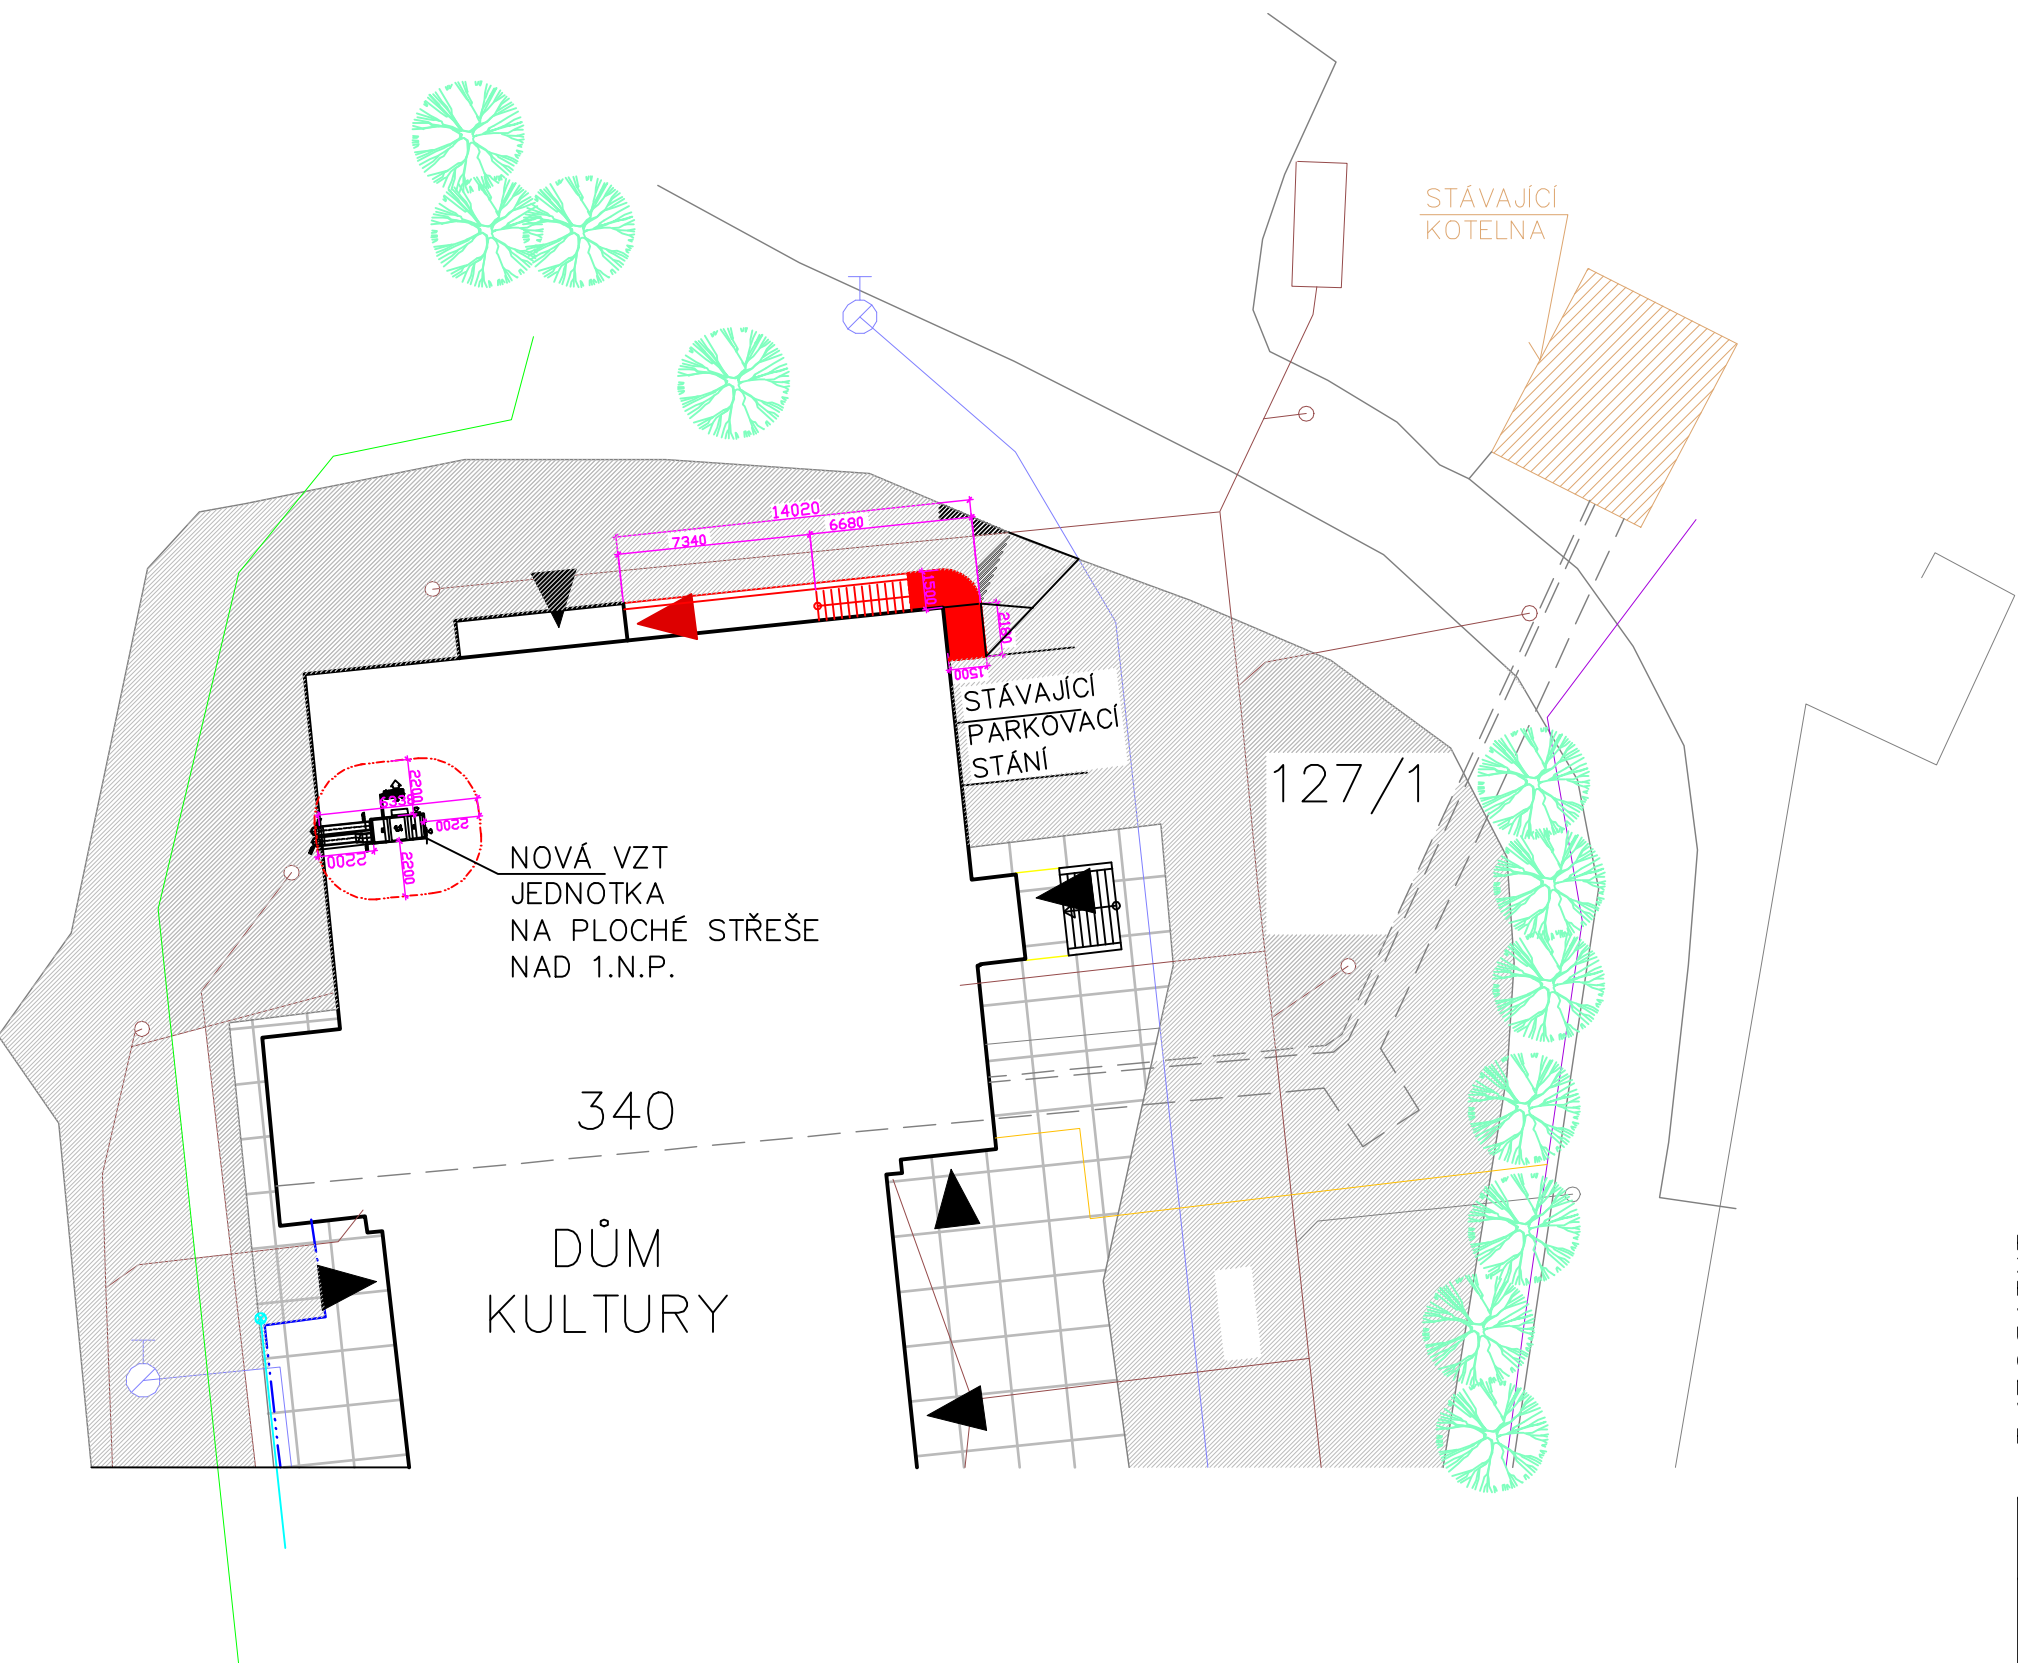 STÁVAJÍCÍ
KOTELNA
14020
6680
7340
1500
2180
1500
STÁVAJÍCÍ
PARKOVACÍ
STÁNÍ
127/1
2200
2200
2200
2200
NOVÁ VZT
JEDNOTKA
NA PLOCHÉ STŘEŠE
NAD 1.N.P.
340
DŮM
KULTURY